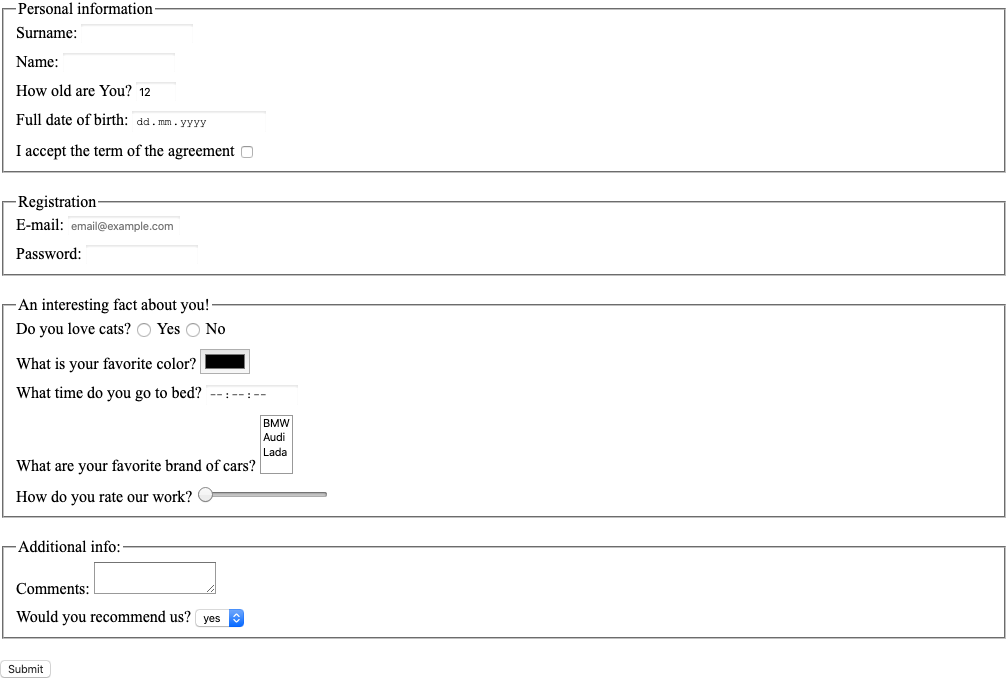 Personal information
Surname:
Name:
How old are You? 12
Full date of birth: dd.mm.yyyy
I accept the term of the agreement
Registration
E-mail: email@example.com
Password:
An interesting fact about you!
Do you love cats? Yes No
What is your favorite color?
What time do you go to bed? --:--:--
BMW
Audi
Lada
What are your favorite brand of cars?
How do you rate our work?
Additional info:
Comments:
Would you recommend us? yes
Submit